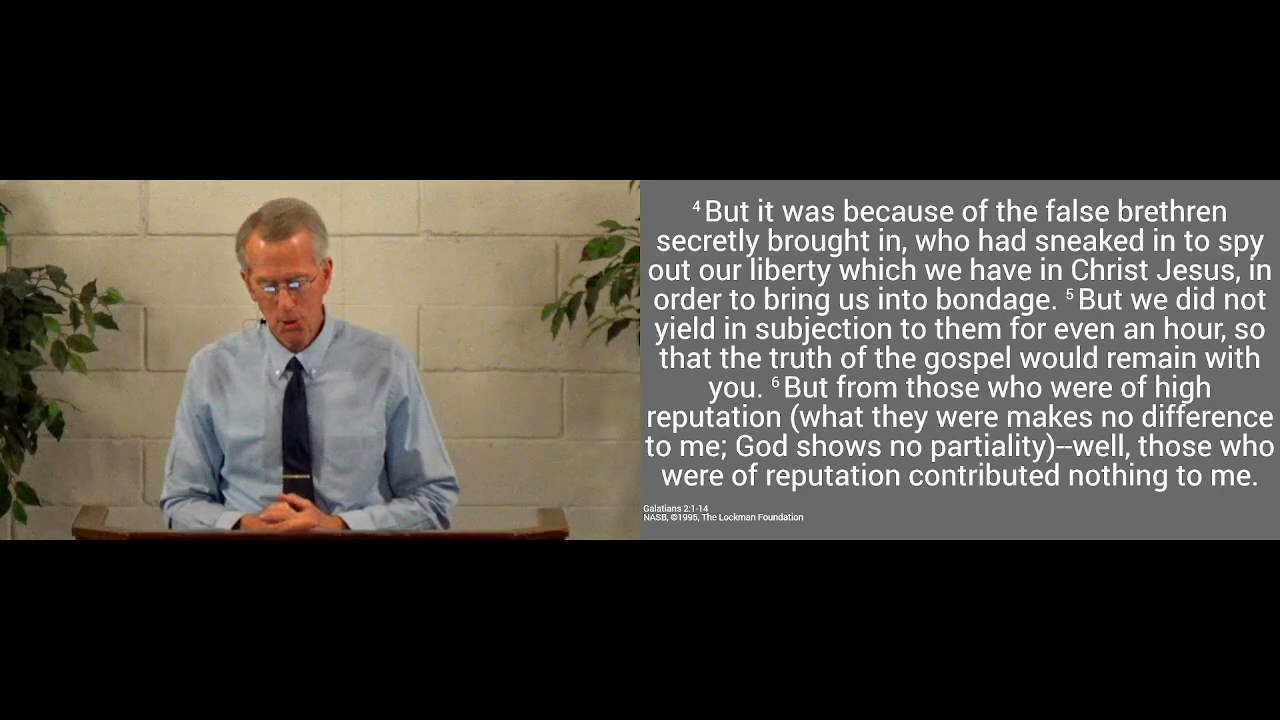 4 But it was because of the false brethren
secretly brought in, who had sneaked in to spy
out our liberty which we have in Christ Jesus, in
order to bring us into bondage. 5 But we did not
yield in subjection to them for even an hour, so
that the truth of the gospel would remain with
you. 6 But from those who were of high
reputation (what they were makes no difference
to me; God shows no partiality)--well, those who
were of reputation contributed nothing to me.
Galatians 2:1-14
NASB, ©1995, The Lockman Foundation